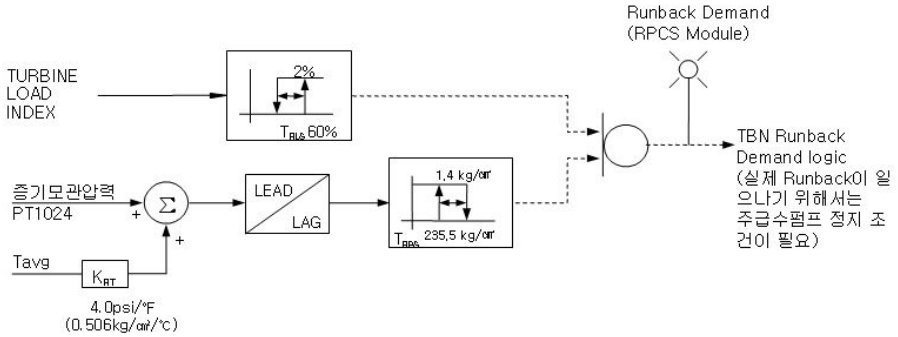 Runback Demand
(RPCS Module)
TURBINE
LOAD
INDEX
2%
T_RLS 60%
TBN Runback
Demand logic
(실제 Runback이 일
으나기 위해서는
주급수펌프 정지 조
건이 필요)
증기모관압력
PT1024
+
Σ
+
LEAD
LAG
1.4 kg/㎠
T_RPS 235.5 kg/㎠
Tavg
K_RT
4.0psi/℉
(0.506kg/㎠/℃)